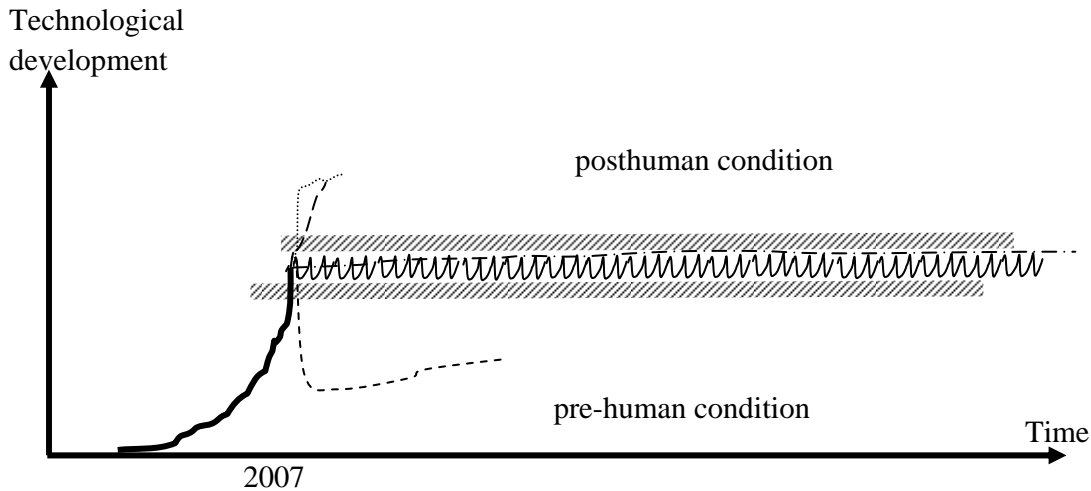 Technological
development
posthuman condition
pre-human condition
Time
2007